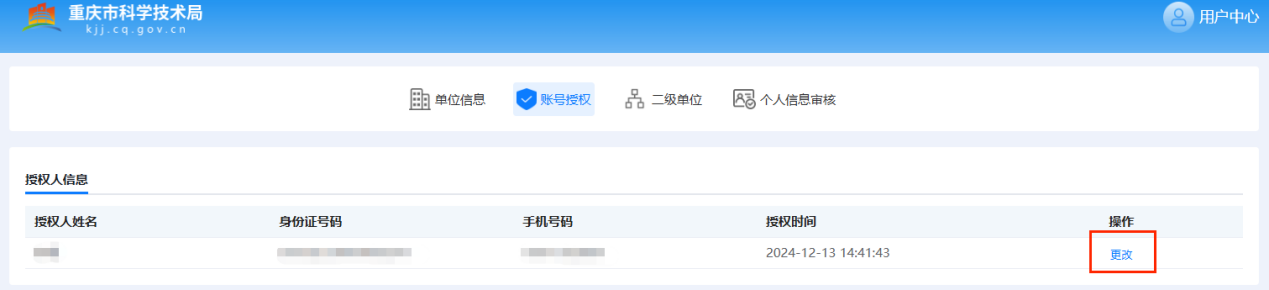 重庆市科学技术局
kjj.cq.gov.cn
用户中心
单位信息 账号授权 二级单位 个人信息审核
授权人信息
授权人姓名 身份证号码 手机号码 授权时间 操作
2024-12-13 14:41:43 更改